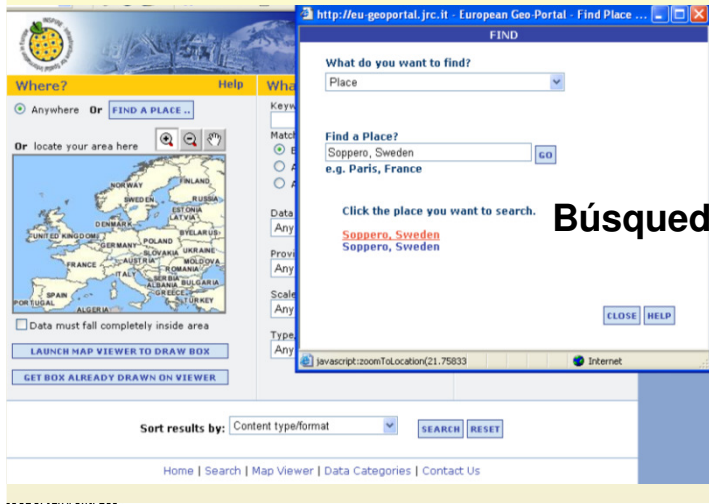 http://eu-geoportal.jrc.it - European Geo-Portal - Find Place ...
FIND
What do you want to find?
Place
Find a Place?
Soppero, Sweden
GO
e.g. Paris, France
Click the place you want to search.
Soppero, Sweden
Soppero, Sweden
CLOSE HELP
javascript:zoomToLocation(21.75833
Internet
Búsqued
INSPIRE
Where? Help
Anywhere Or FIND A PLACE ..
Or locate your area here
NORWAY
FINLAND
SWEDEN
RUSSIA
ESTONIA
LATVIA
DENMARK
UNITED KINGDOM
BYELARUS
GERMANY
POLAND
SLOVAKIA
UKRAINE
FRANCE
AUSTRIA
MOLDOVA
ROMANIA
ITALY
SERBIA
ALBANIA
BULGARIA
SPAIN
GREECE
PORTUGAL
TURKEY
ALGERIA
Data must fall completely inside area
LAUNCH MAP VIEWER TO DRAW BOX
GET BOX ALREADY DRAWN ON VIEWER
Wha
Keyw
Match
Data
Any
Provi
Any
Scale
Any
Type,
Any
Sort results by: Content type/format SEARCH RESET
Home | Search | Map Viewer | Data Categories | Contact Us